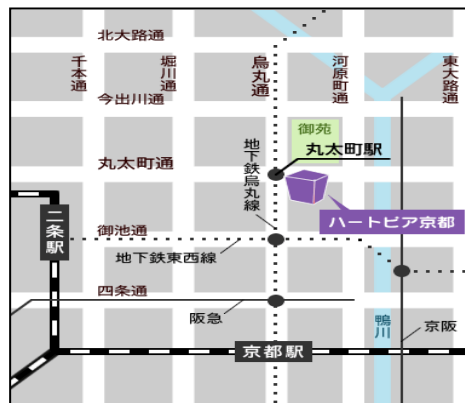 北大路通
千本通
堀川通
烏丸通
河原町通
東大路通
今出川通
御苑
丸太町駅
丸太町通
地下鉄烏丸線
ハートピア京都
二条駅
御池通
地下鉄東西線
四条通
阪急
鴨川
京阪
京都駅